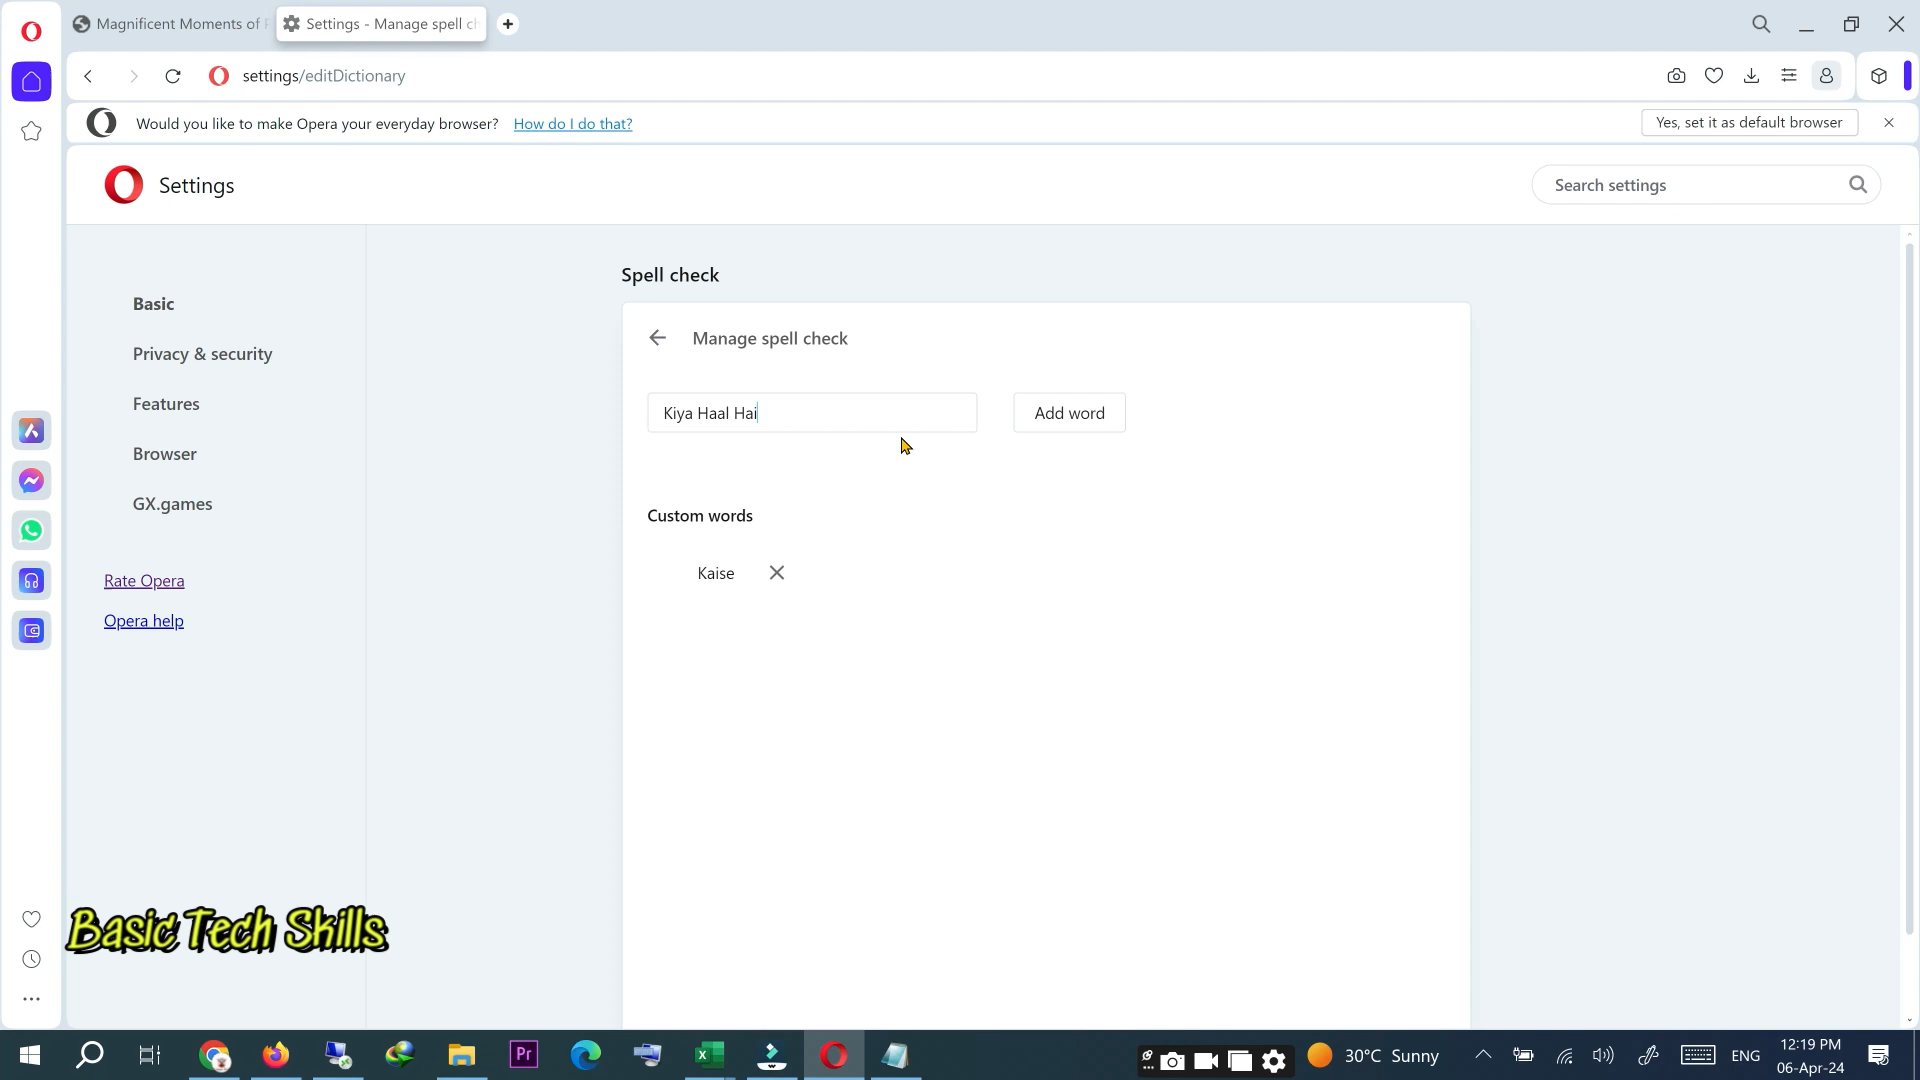 Magnificent Moments of
Settings - Manage spell ch
settings/editDictionary
Would you like to make Opera your everyday browser? How do I do that?
Yes, set it as default browser
Settings
Search settings
Basic
Privacy & security
Features
Browser
GX.games
Rate Opera
Opera help
Spell check
Manage spell check
Kiya Haal Hai
Add word
Custom words
Kaise
Basic Tech Skills
Pr
30°C Sunny
ENG
12:19 PM
06-Apr-24